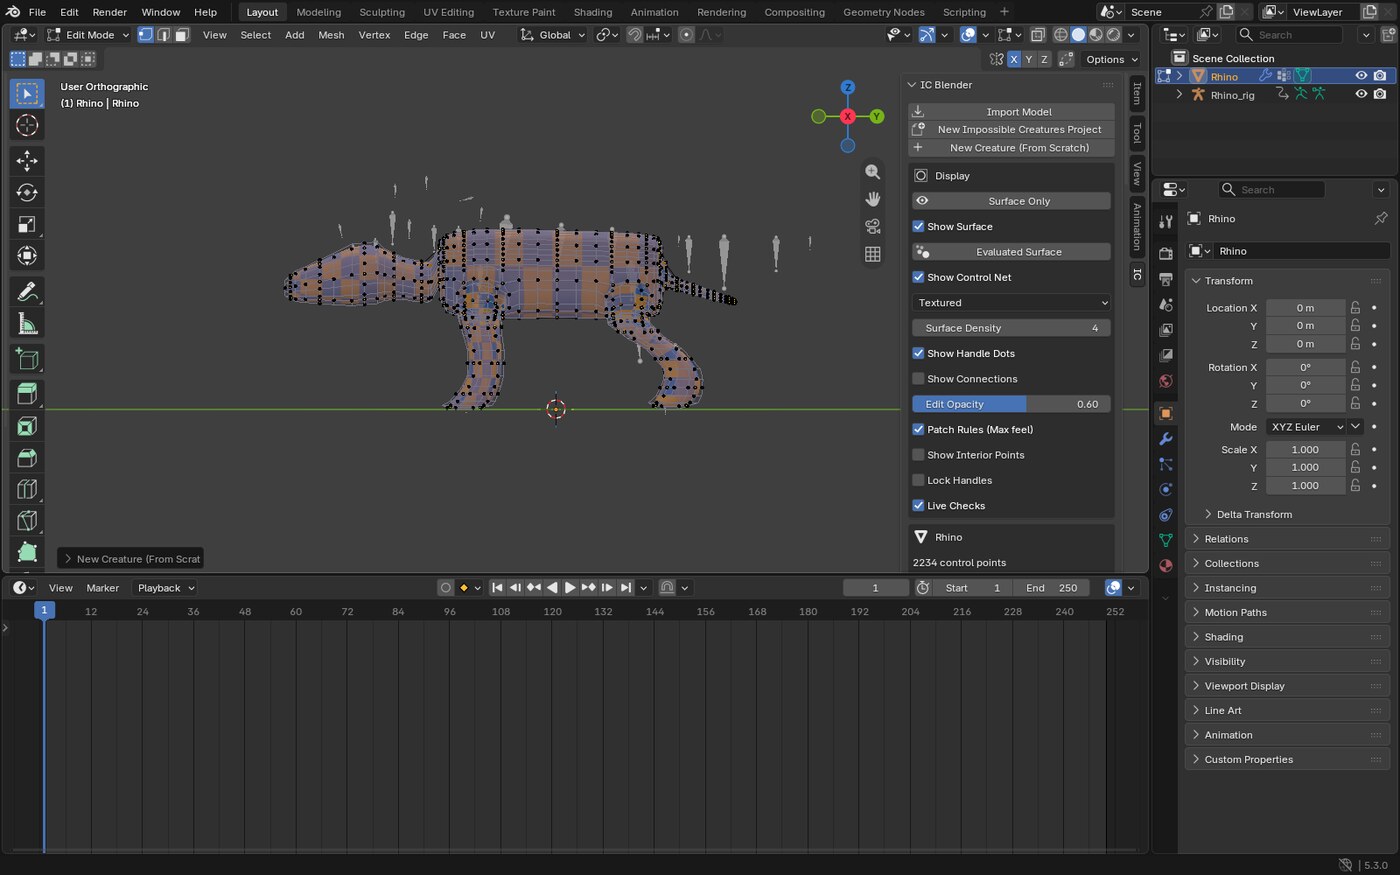 File Edit Render Window Help Layout Modeling Sculpting UV Editing Texture Paint Shading Animation Rendering Compositing Geometry Nodes Scripting + Scene ViewLayer
Edit Mode View Select Add Mesh Vertex Edge Face UV Global Search
X Y Z Options
User Orthographic
(1) Rhino | Rhino
Z
X
Y
IC Blender
Import Model
New Impossible Creatures Project
New Creature (From Scratch)
Display
Surface Only
Show Surface
Evaluated Surface
Show Control Net
Textured
Surface Density 4
Show Handle Dots
Show Connections
Edit Opacity 0.60
Patch Rules (Max feel)
Show Interior Points
Lock Handles
Live Checks
Rhino
2234 control points
Item
Tool
View
Animation
IC
New Creature (From Scrat
Scene Collection
Rhino
Rhino_rig
Search
Rhino
Rhino
Transform
Location X 0 m
Y 0 m
Z 0 m
Rotation X 0°
Y 0°
Z 0°
Mode XYZ Euler
Scale X 1.000
Y 1.000
Z 1.000
Delta Transform
Relations
Collections
Instancing
Motion Paths
Shading
Visibility
Viewport Display
Line Art
Animation
Custom Properties
View Marker Playback 1 Start 1 End 250
1 12 24 36 48 60 72 84 96 108 120 132 144 156 168 180 192 204 216 228 240 252
5.3.0